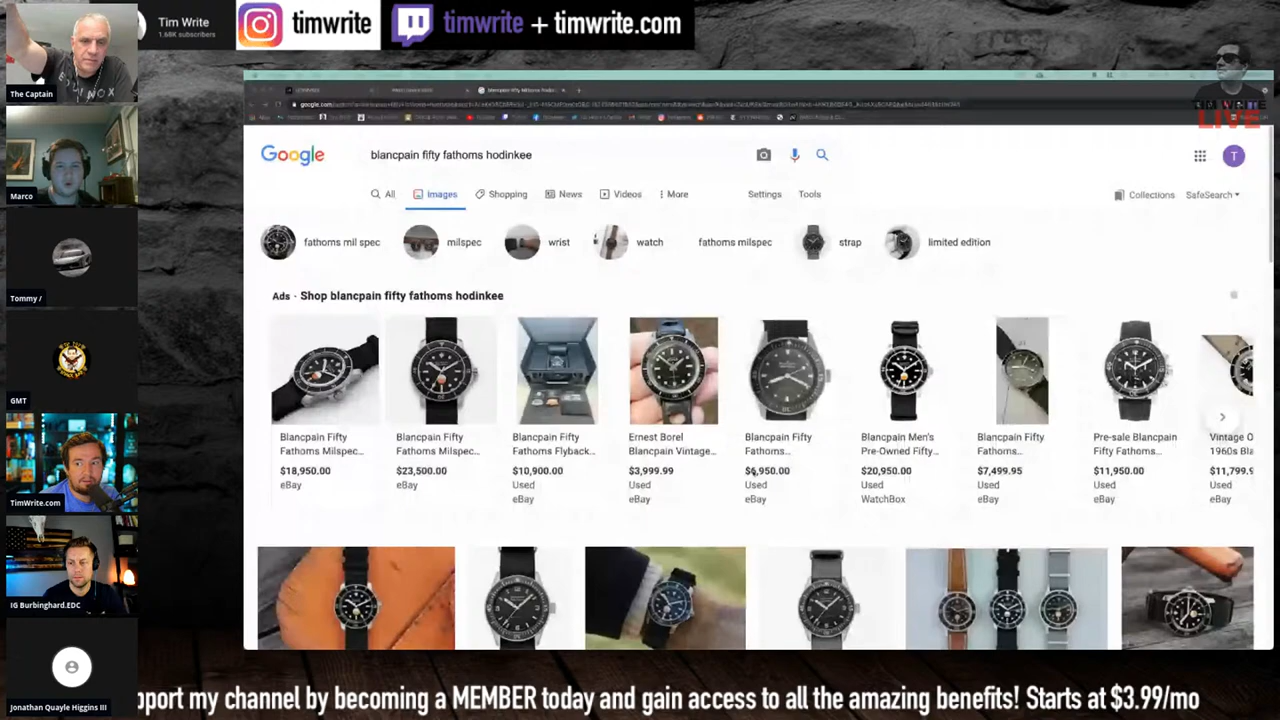 Tim Write
1.68K subscribers
timwrite
timwrite + timwrite.com
The Captain
Marco
Tommy /
GMT
TimWrite.com
IG Burbinghard.EDC
Jonathan Quayle Higgins III
LIVE
Google
blancpain fifty fathoms hodinkee
T
All
Images
Shopping
News
Videos
More
Settings
Tools
Collections
SafeSearch
fathoms mil spec
milspec
wrist
watch
fathoms milspec
strap
limited edition
Ads · Shop blancpain fifty fathoms hodinkee
Blancpain Fifty
Fathoms Milspec...
$18,950.00
eBay
Blancpain Fifty
Fathoms Milspec...
$23,500.00
eBay
Blancpain Fifty
Fathoms Flyback...
$10,900.00
Used
eBay
Ernest Borel
Blancpain Vintage...
$3,999.99
Used
eBay
Blancpain Fifty
Fathoms...
$6,950.00
Used
eBay
Blancpain Men's
Pre-Owned Fifty...
$20,950.00
Used
WatchBox
Blancpain Fifty
Fathoms...
$7,499.95
Used
eBay
Pre-sale Blancpain
Fifty Fathoms...
$11,950.00
Used
eBay
Vintage O
1960s Bla
$11,799.9
Used
eBay
pport my channel by becoming a MEMBER today and gain access to all the amazing benefits! Starts at $3.99/mo